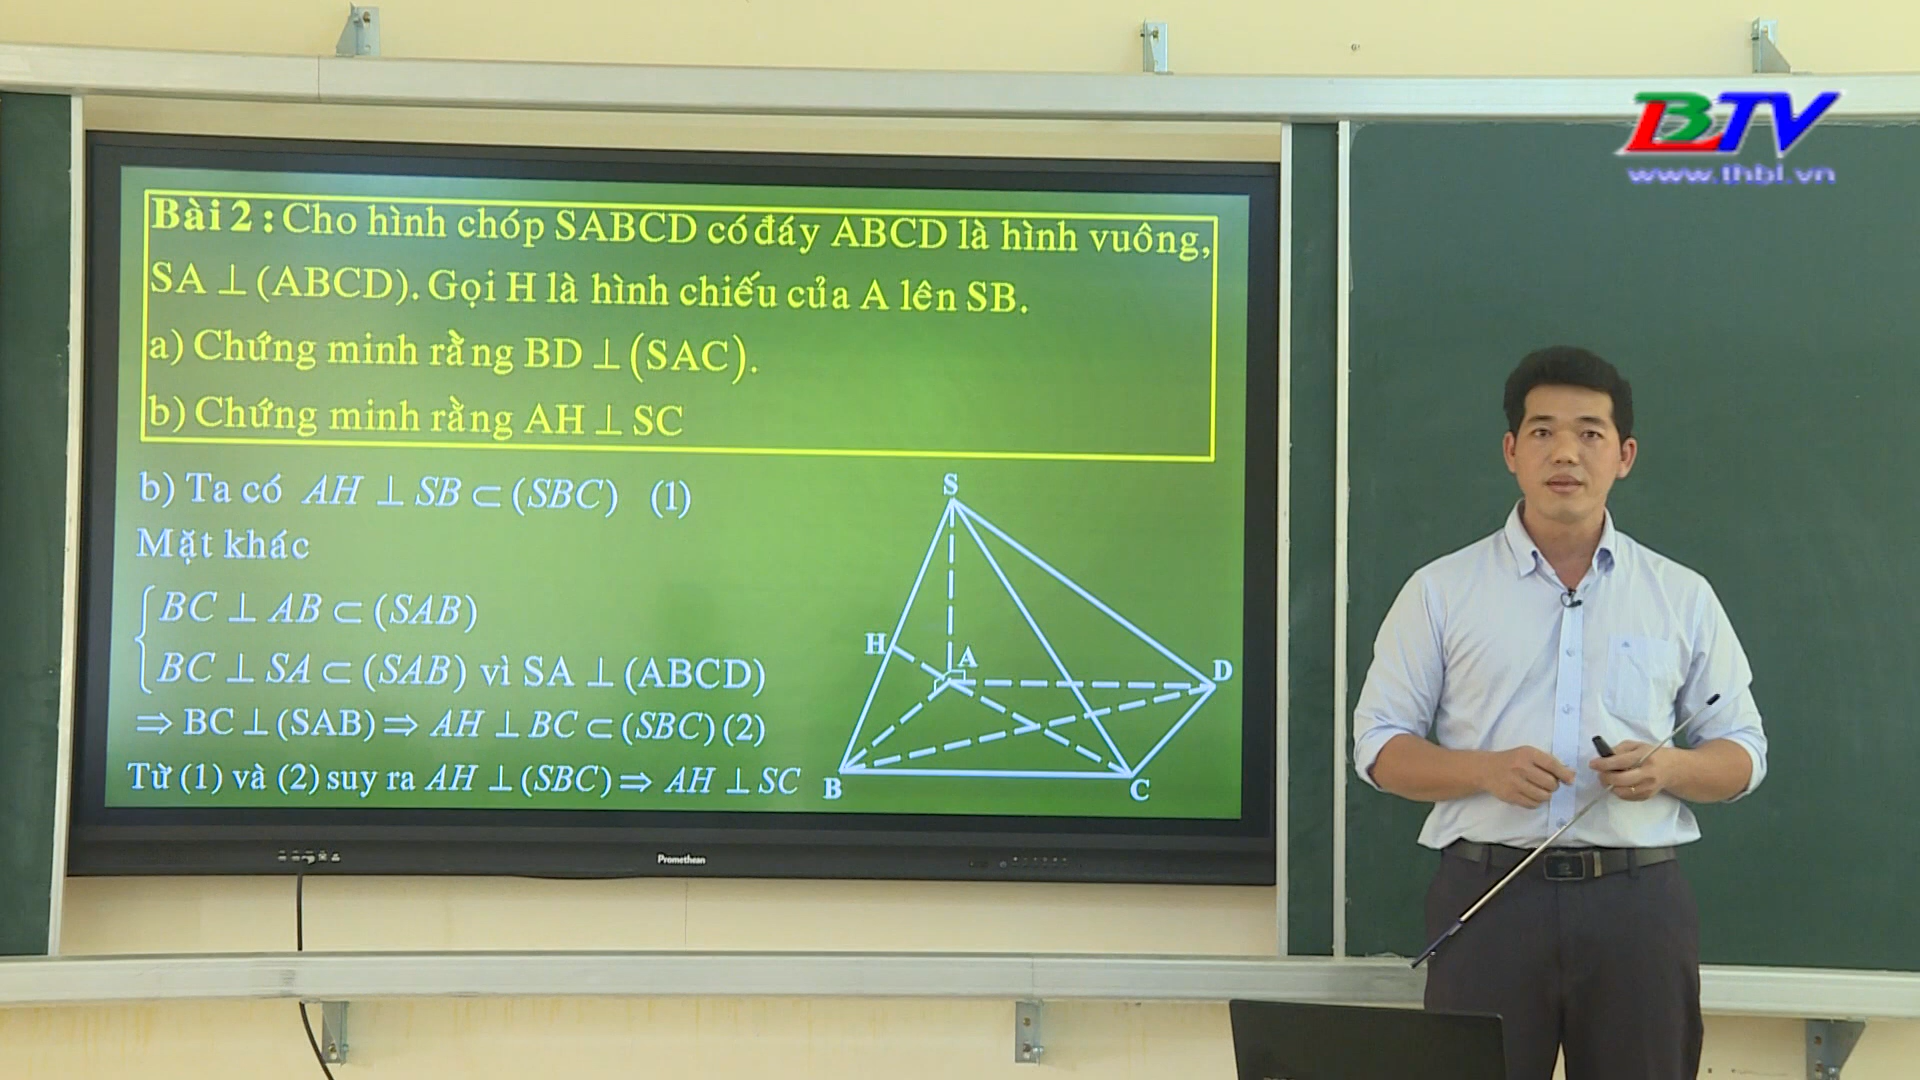 BTV
www.thbl.vn
Bài 2 : Cho hình chóp SABCD có đáy ABCD là hình vuông,
SA ⊥ (ABCD). Gọi H là hình chiếu của A lên SB.
a) Chứng minh rằng BD ⊥ (SAC).
b) Chứng minh rằng AH ⊥ SC
b) Ta có AH ⊥ SB ⊂ (SBC) (1)
Mặt khác
BC ⊥ AB ⊂ (SAB)
BC ⊥ SA ⊂ (SAB) vì SA ⊥ (ABCD)
⇒ BC ⊥ (SAB) ⇒ AH ⊥ BC ⊂ (SBC) (2)
Từ (1) và (2) suy ra AH ⊥ (SBC) ⇒ AH ⊥ SC
S
H
A
D
B
C
Promethean